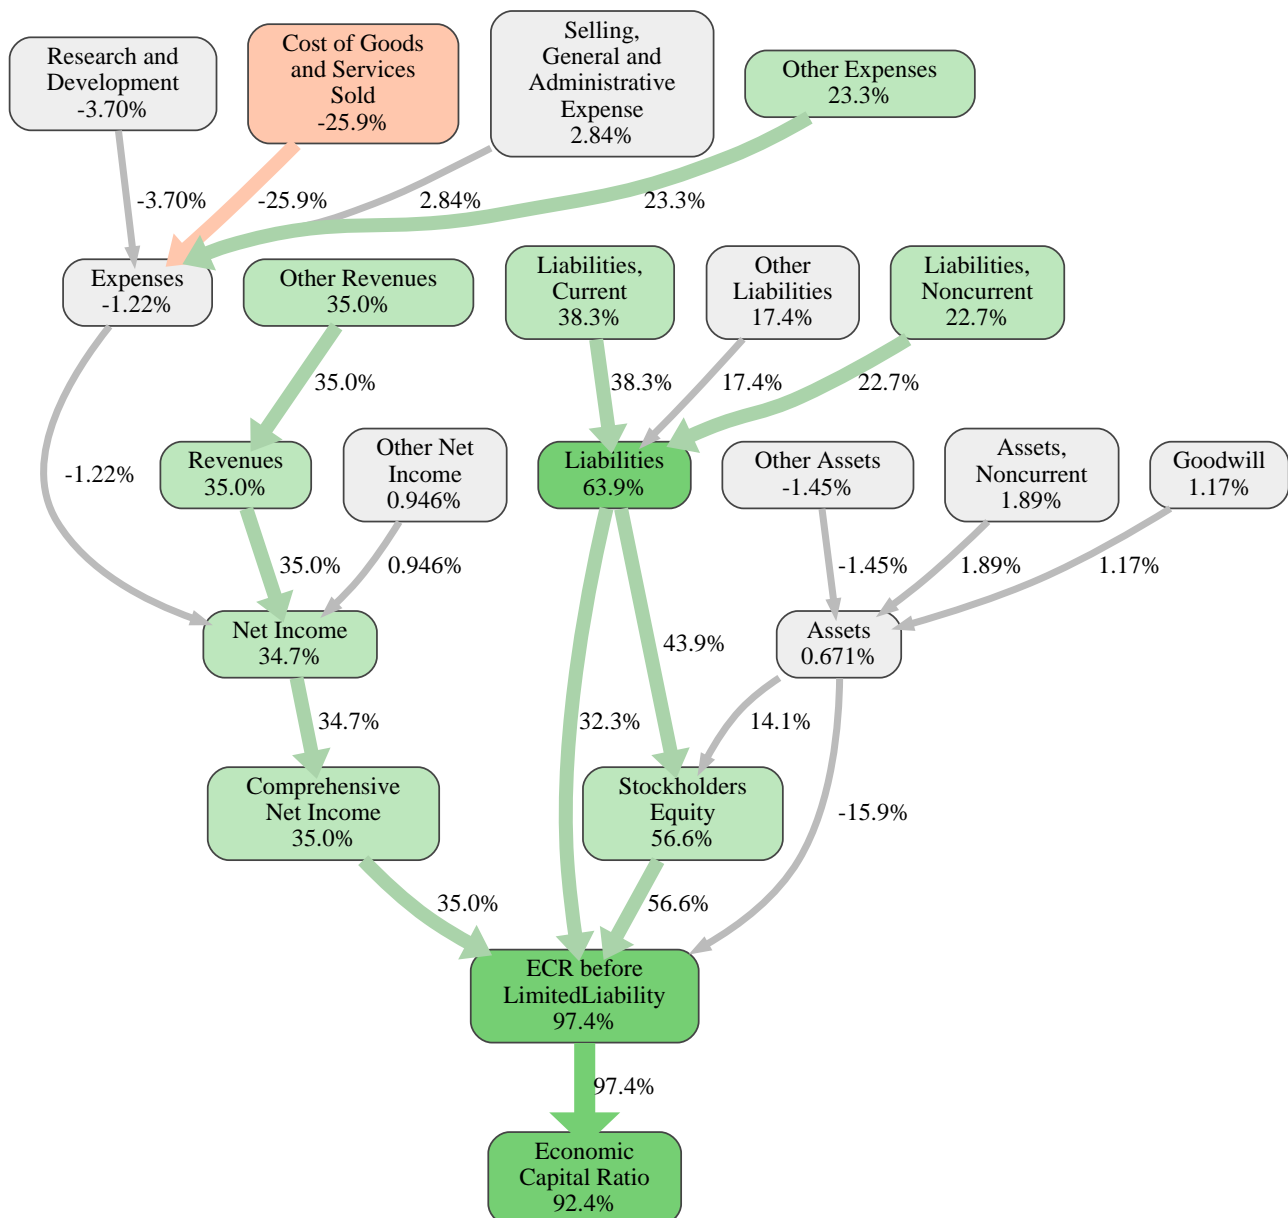 Research and
Development
-3.70%
Cost of Goods
and Services
Sold
-25.9%
Selling,
General and
Administrative
Expense
2.84%
Other Expenses
23.3%
-3.70%
-25.9%
2.84%
23.3%
Expenses
-1.22%
Other Revenues
35.0%
Liabilities,
Current
38.3%
Other
Liabilities
17.4%
Liabilities,
Noncurrent
22.7%
35.0%
38.3%
17.4%
22.7%
-1.22%
Revenues
35.0%
Other Net
Income
0.946%
Liabilities
63.9%
Other Assets
-1.45%
Assets,
Noncurrent
1.89%
Goodwill
1.17%
35.0%
0.946%
-1.45%
1.89%
1.17%
Net Income
34.7%
43.9%
Assets
0.671%
34.7%
32.3%
14.1%
-15.9%
Comprehensive
Net Income
35.0%
Stockholders
Equity
56.6%
35.0%
56.6%
ECR before
LimitedLiability
97.4%
97.4%
Economic
Capital Ratio
92.4%